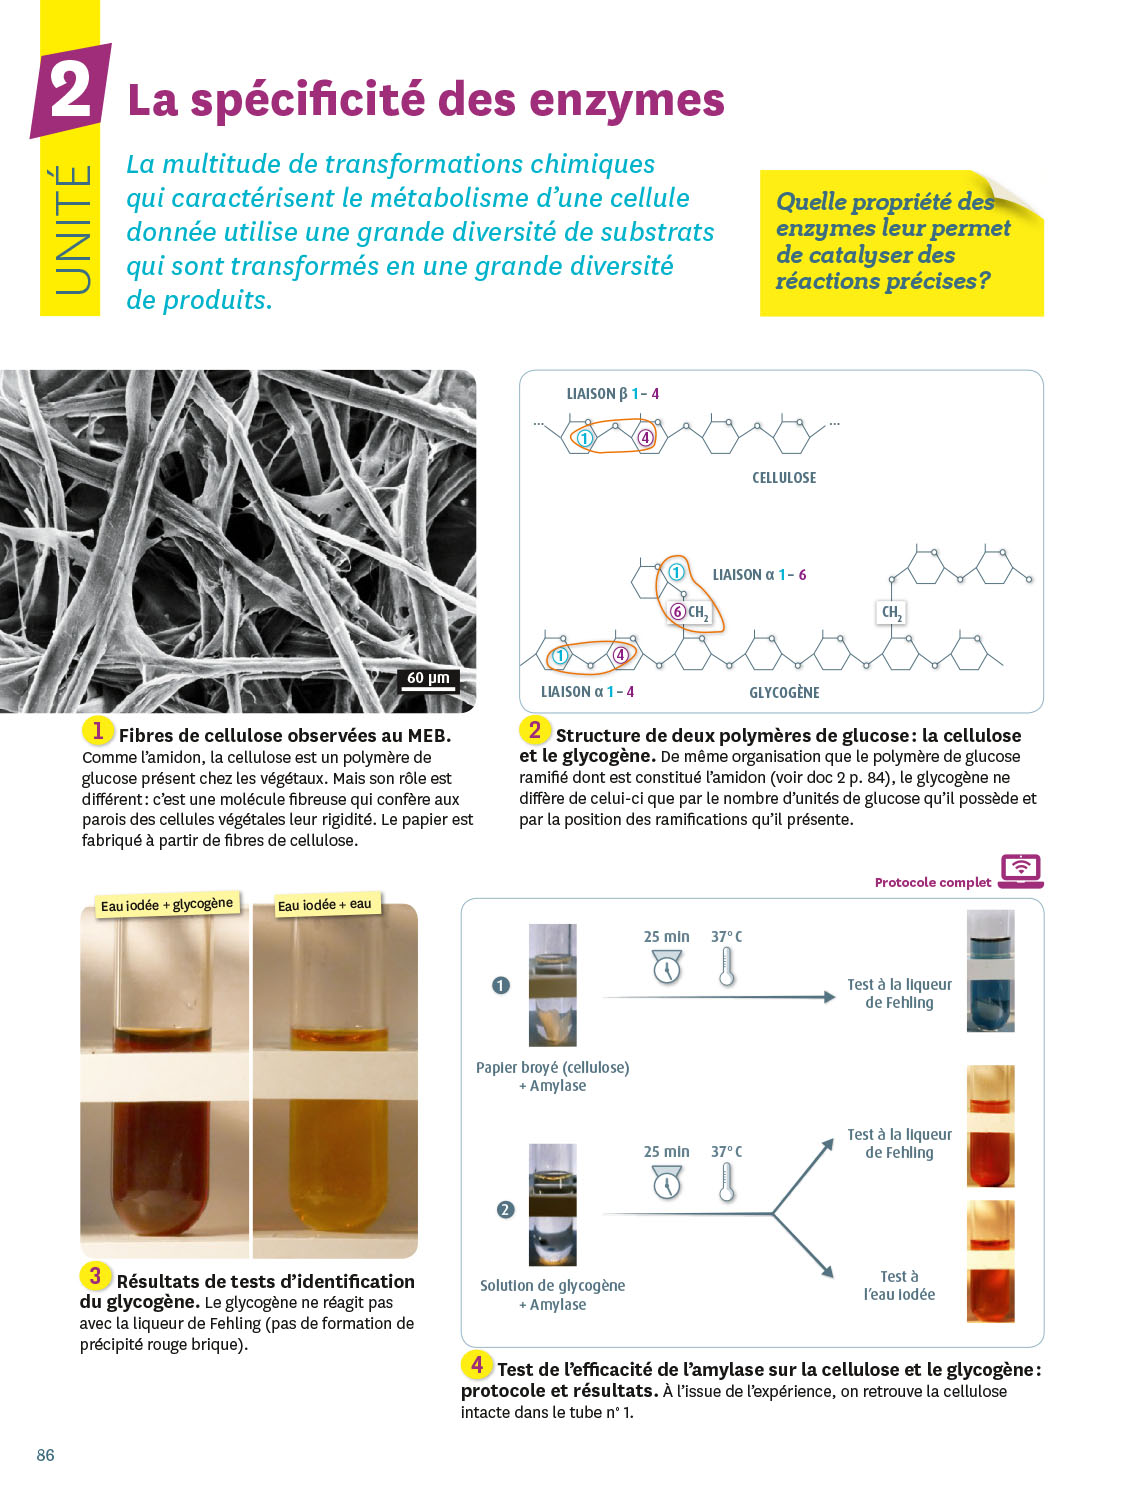 2
UNITÉ
La spécificité des enzymes
La multitude de transformations chimiques
qui caractérisent le métabolisme d’une cellule
donnée utilise une grande diversité de substrats
qui sont transformés en une grande diversité
de produits.
Quelle propriété des
enzymes leur permet
de catalyser des
réactions précises ?
60 µm
1 Fibres de cellulose observées au MEB.
Comme l’amidon, la cellulose est un polymère de
glucose présent chez les végétaux. Mais son rôle est
différent : c’est une molécule fibreuse qui confère aux
parois des cellules végétales leur rigidité. Le papier est
fabriqué à partir de fibres de cellulose.
LIAISON β 1 – 4
... 1 4 ...
CELLULOSE
1
LIAISON α 1 – 6
6 CH2
CH2
1 4
LIAISON α 1 – 4
GLYCOGÈNE
2 Structure de deux polymères de glucose : la cellulose
et le glycogène. De même organisation que le polymère de glucose
ramifié dont est constitué l’amidon (voir doc 2 p. 84), le glycogène ne
diffère de celui-ci que par le nombre d’unités de glucose qu’il possède et
par la position des ramifications qu’il présente.
Eau iodée + glycogène
Eau iodée + eau
3 Résultats de tests d’identification
du glycogène. Le glycogène ne réagit pas
avec la liqueur de Fehling (pas de formation de
précipité rouge brique).
Protocole complet
1
25 min 37° C
Test à la liqueur
de Fehling
Papier broyé (cellulose)
+ Amylase
2
25 min 37° C
Test à la liqueur
de Fehling
Solution de glycogène
+ Amylase
Test à
l’eau iodée
4 Test de l’efficacité de l’amylase sur la cellulose et le glycogène :
protocole et résultats. À l’issue de l’expérience, on retrouve la cellulose
intacte dans le tube n° 1.
86